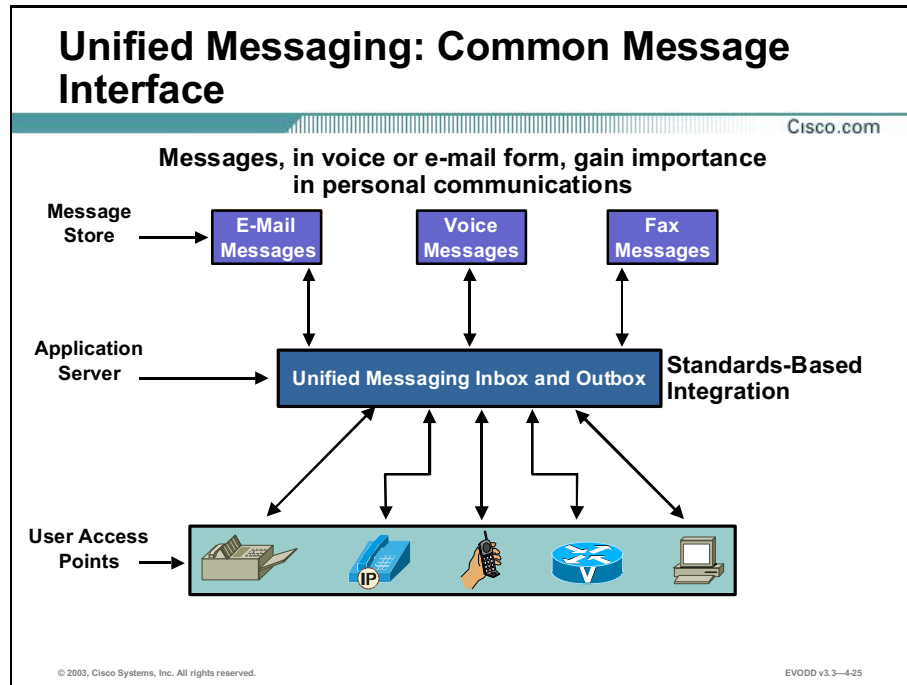 Unified Messaging: Common Message
Interface
Cisco.com
Messages, in voice or e-mail form, gain importance
in personal communications
Message
Store
E-Mail
Messages
Voice
Messages
Fax
Messages
Application
Server
Unified Messaging Inbox and Outbox
Standards-Based
Integration
User Access
Points
IP
V
© 2003, Cisco Systems, Inc. All rights reserved.
EVODD v3.3—4-25